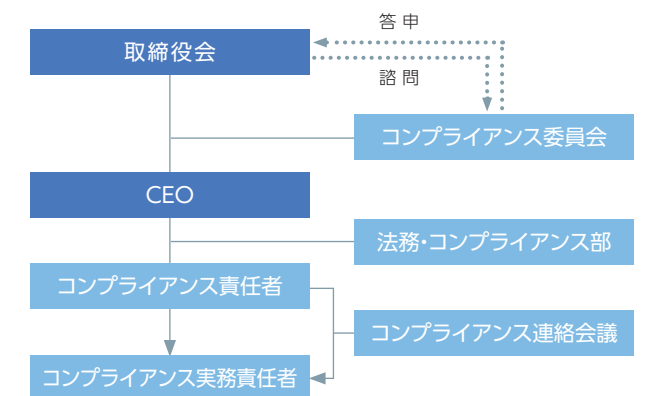 答申
取締役会
諮問
コンプライアンス委員会
CEO
法務・コンプライアンス部
コンプライアンス責任者
コンプライアンス連絡会議
コンプライアンス実務責任者